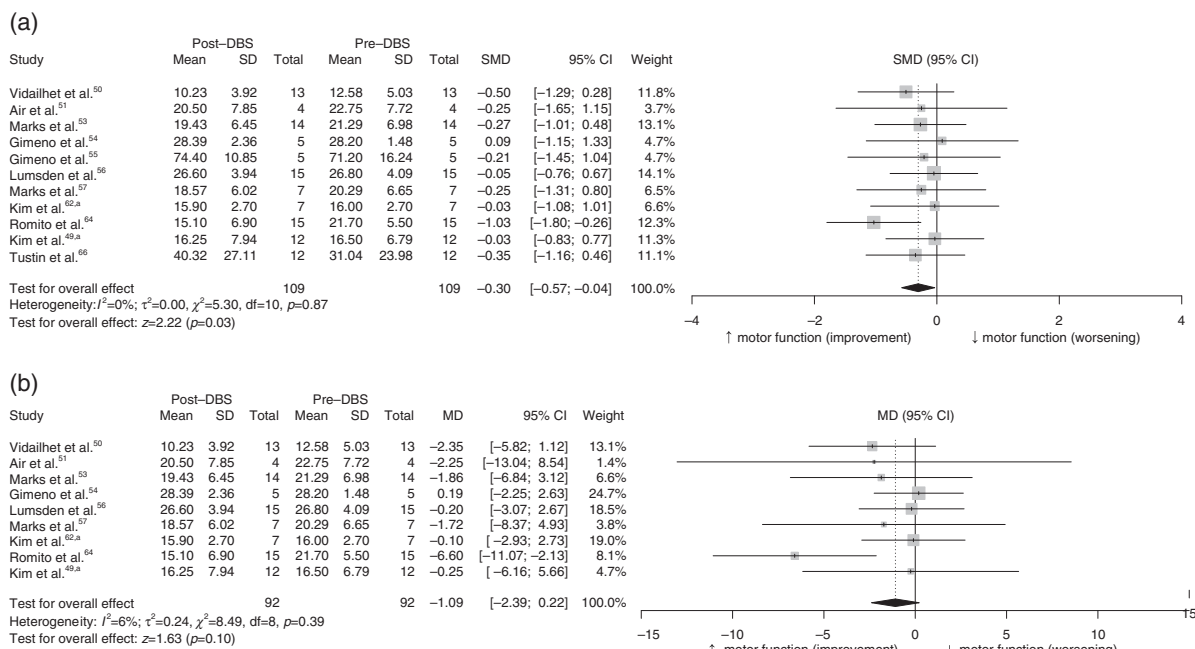 (a)
Post–DBS Pre–DBS
Study Mean SD Total Mean SD Total SMD 95% CI Weight SMD (95% CI)
Vidailhet et al.50 10.23 3.92 13 12.58 5.03 13 −0.50 [−1.29; 0.28] 11.8%
Air et al.51 20.50 7.85 4 22.75 7.72 4 −0.25 [−1.65; 1.15] 3.7%
Marks et al.53 19.43 6.45 14 21.29 6.98 14 −0.27 [−1.01; 0.48] 13.1%
Gimeno et al.54 28.39 2.36 5 28.20 1.48 5 0.09 [−1.15; 1.33] 4.7%
Gimeno et al.55 74.40 10.85 5 71.20 16.24 5 −0.21 [−1.45; 1.04] 4.7%
Lumsden et al.56 26.60 3.94 15 26.80 4.09 15 −0.05 [−0.76; 0.67] 14.1%
Marks et al.57 18.57 6.02 7 20.29 6.65 7 −0.25 [−1.31; 0.80] 6.5%
Kim et al.62,a 15.90 2.70 7 16.00 2.70 7 −0.03 [−1.08; 1.01] 6.6%
Romito et al.64 15.10 6.90 15 21.70 5.50 15 −1.03 [−1.80; −0.26] 12.3%
Kim et al.49,a 16.25 7.94 12 16.50 6.79 12 −0.03 [−0.83; 0.77] 11.3%
Tustin et al.66 40.32 27.11 12 31.04 23.98 12 −0.35 [−1.16; 0.46] 11.1%
Test for overall effect 109 109 −0.30 [−0.57; −0.04] 100.0%
Heterogeneity: I²=0%; τ²=0.00, χ²=5.30, df=10, p=0.87
Test for overall effect: z=2.22 (p=0.03)
−4 −2 0 2 4
↑ motor function (improvement) ↓ motor function (worsening)
(b)
Post–DBS Pre–DBS
Study Mean SD Total Mean SD Total MD 95% CI Weight MD (95% CI)
Vidailhet et al.50 10.23 3.92 13 12.58 5.03 13 −2.35 [−5.82; 1.12] 13.1%
Air et al.51 20.50 7.85 4 22.75 7.72 4 −2.25 [−13.04; 8.54] 1.4%
Marks et al.53 19.43 6.45 14 21.29 6.98 14 −1.86 [−6.84; 3.12] 6.6%
Gimeno et al.54 28.39 2.36 5 28.20 1.48 5 0.19 [−2.25; 2.63] 24.7%
Lumsden et al.56 26.60 3.94 15 26.80 4.09 15 −0.20 [−3.07; 2.67] 18.5%
Marks et al.57 18.57 6.02 7 20.29 6.65 7 −1.72 [−8.37; 4.93] 3.8%
Kim et al.62,a 15.90 2.70 7 16.00 2.70 7 −0.10 [−2.93; 2.73] 19.0%
Romito et al.64 15.10 6.90 15 21.70 5.50 15 −6.60 [−11.07; −2.13] 8.1%
Kim et al.49,a 16.25 7.94 12 16.50 6.79 12 −0.25 [−6.16; 5.66] 4.7%
Test for overall effect 92 92 −1.09 [−2.39; 0.22] 100.0%
Heterogeneity: I²=6%; τ²=0.24, χ²=8.49, df=8, p=0.39
Test for overall effect: z=1.63 (p=0.10)
−15 −10 −5 0 5 10 15
↑ motor function (improvement) ↓ motor function (worsening)